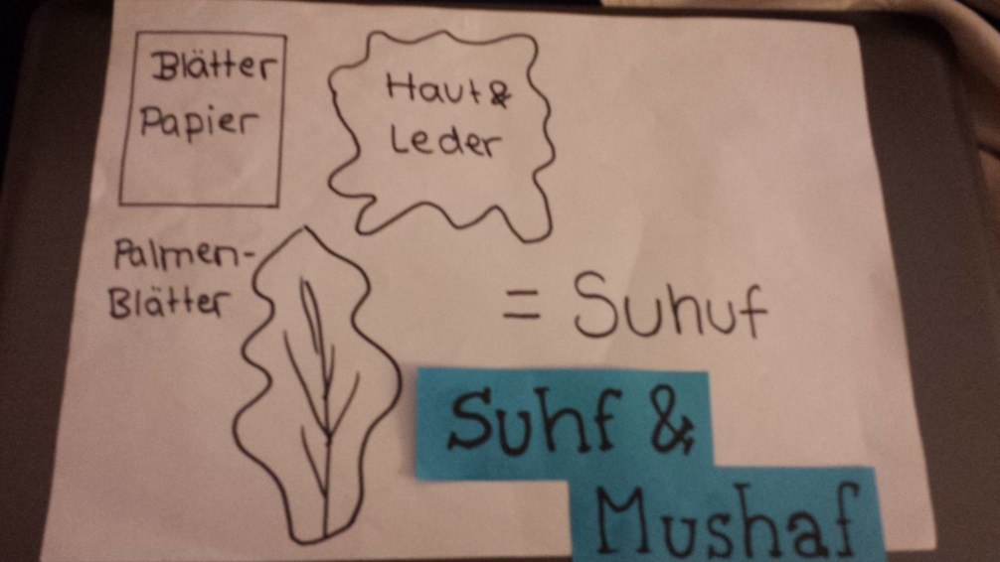 Blätter
Papier
Haut &
Leder
Palmen-
Blätter
= Suhuf
Suhf &
Mushaf